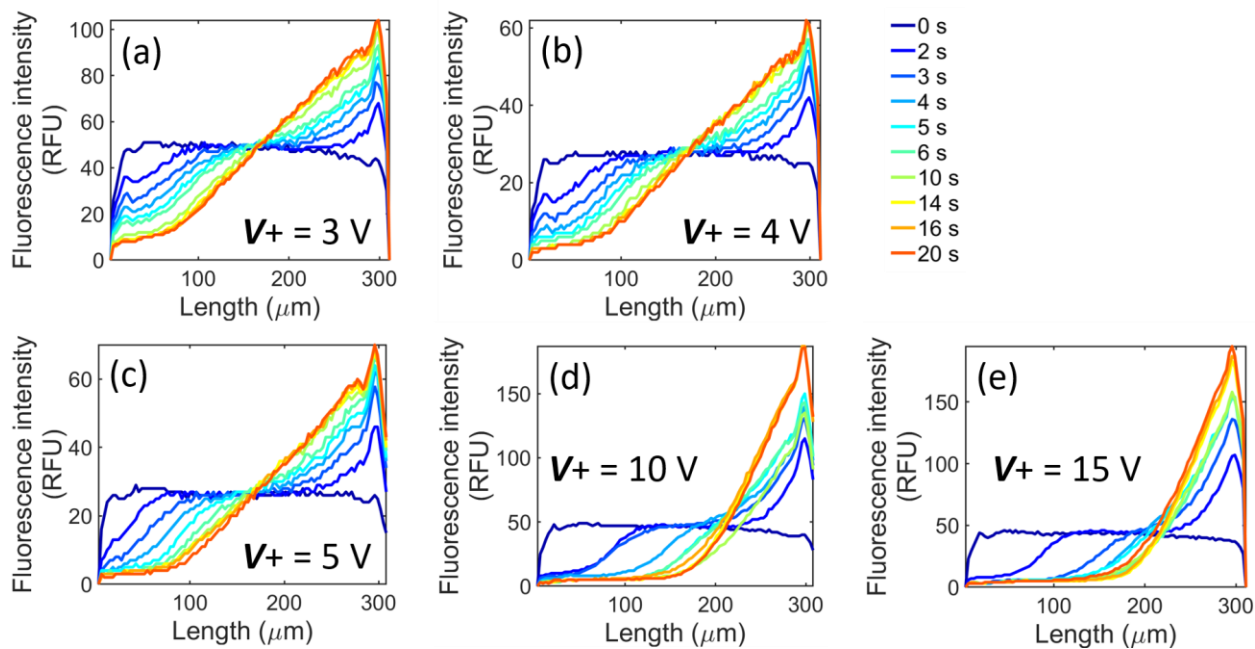 (a)
Fluorescence intensity
(RFU)
100
80
60
40
20
0
V+ = 3 V
100
200
300
Length (μm)
(b)
Fluorescence intensity
(RFU)
60
40
20
0
V+ = 4 V
100
200
300
Length (μm)
0 s
2 s
3 s
4 s
5 s
6 s
10 s
14 s
16 s
20 s
(c)
Fluorescence intensity
(RFU)
60
40
20
0
V+ = 5 V
100
200
300
Length (μm)
(d)
Fluorescence intensity
(RFU)
150
100
50
0
V+ = 10 V
100
200
300
Length (μm)
(e)
Fluorescence intensity
(RFU)
150
100
50
0
V+ = 15 V
100
200
300
Length (μm)